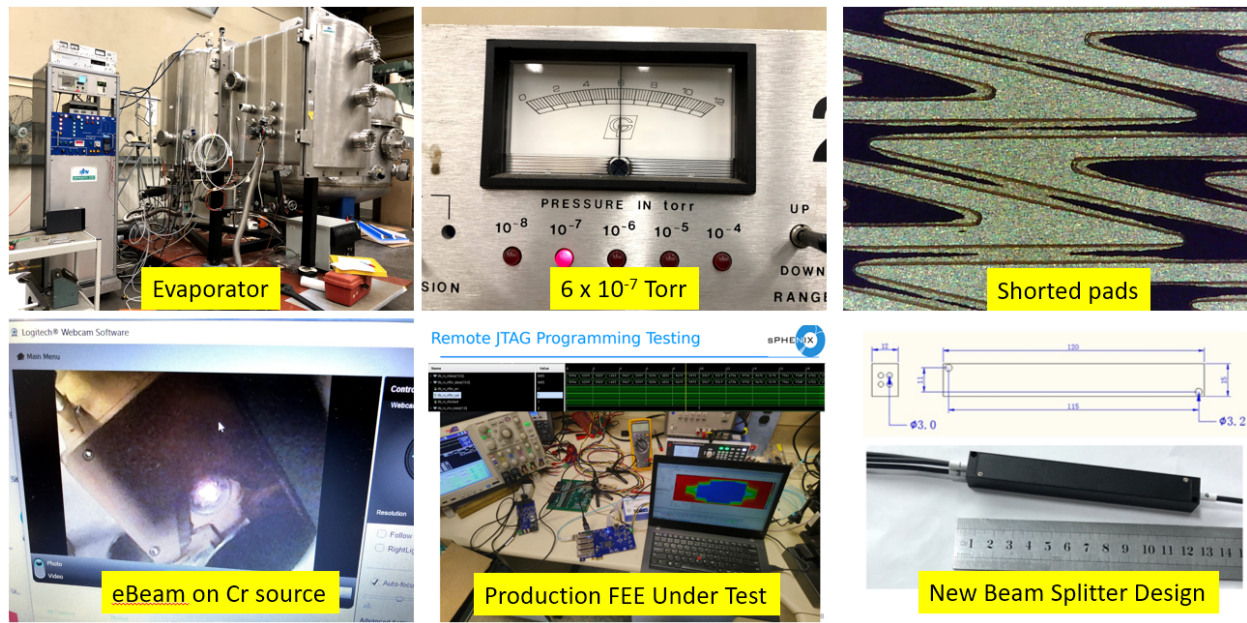 Evaporator
0 2 4 6 8 10 12
G
2
PRESSURE IN torr
10⁻⁸ 10⁻⁷ 10⁻⁶ 10⁻⁵ 10⁻⁴
UP
DOWN
RANGE
SION
6 x 10⁻⁷ Torr
Shorted pads
Logitech® Webcam Software
Main Menu
Resolution
Follow
Photo
Video
eBeam on Cr source
Remote JTAG Programming Testing
sPHENIX
Name Value
Production FEE Under Test
12
120
11
15
115
Φ3.0
Φ3.2
1 2 3 4 5 6 7 8 9 10 11 12 13 14
New Beam Splitter Design